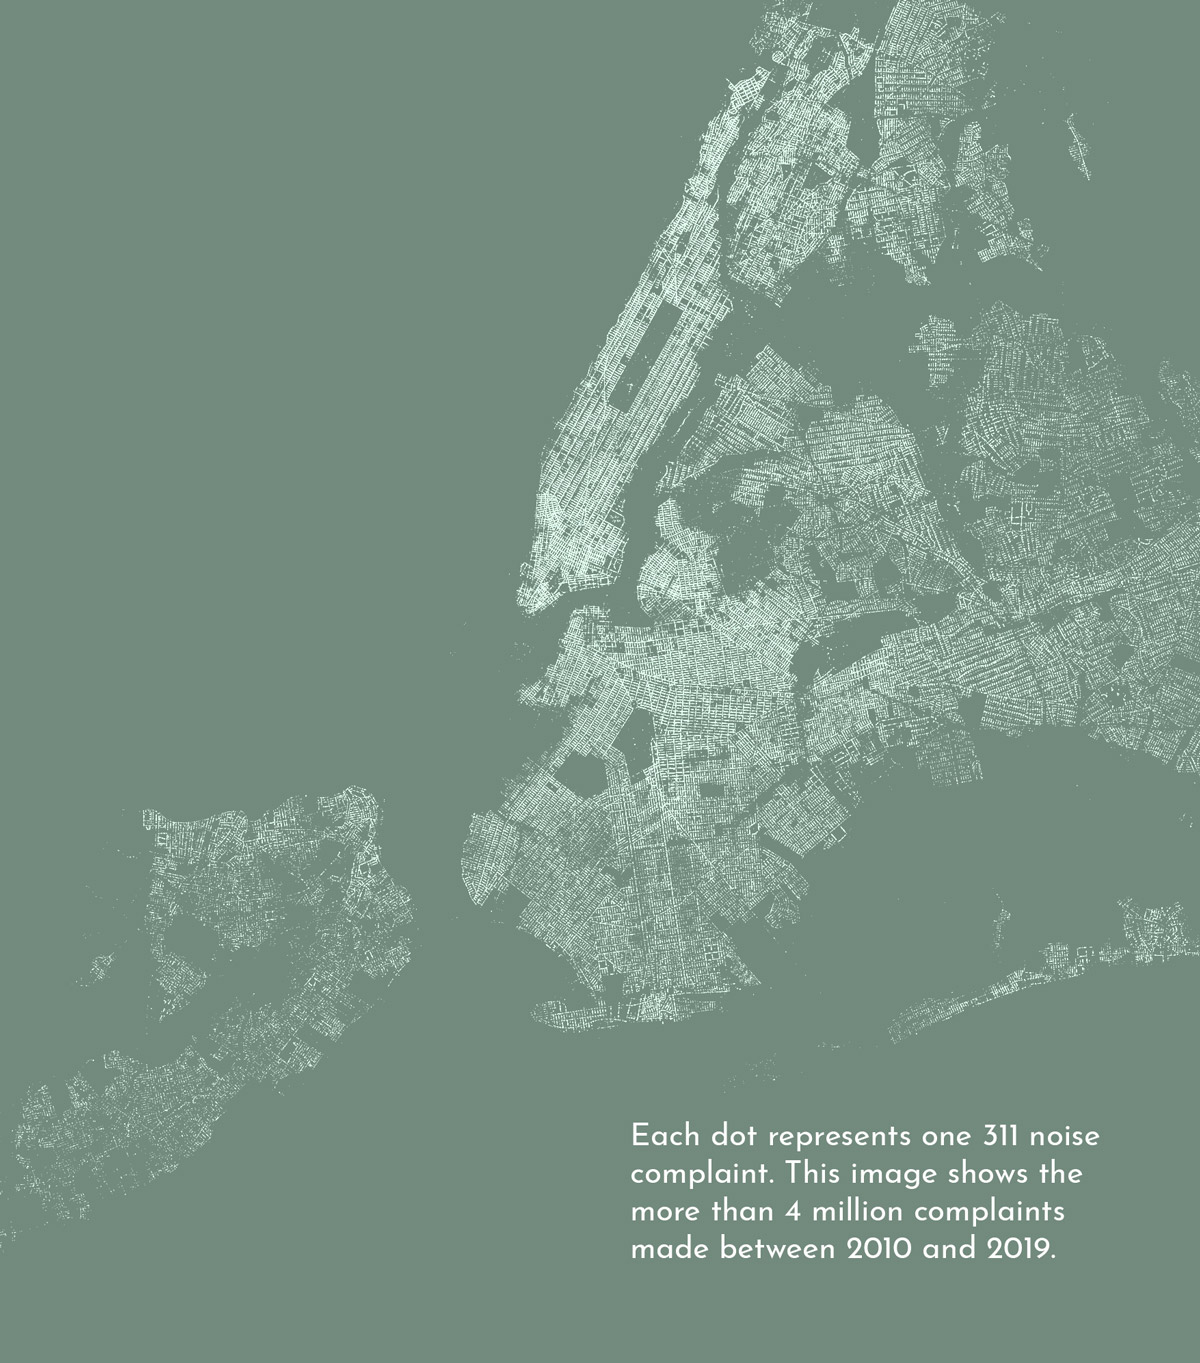 Each dot represents one 311 noise
complaint. This image shows the
more than 4 million complaints
made between 2010 and 2019.